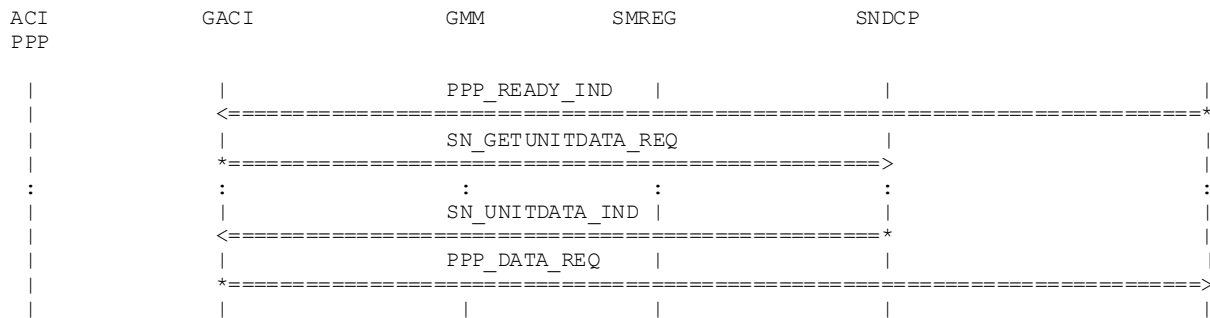 ACI GACI GMM SMREG SNDCP
PPP
| | PPP_READY_IND | | |
| <============================================================================*
| | SN_GETUNITDATA_REQ | |
| *===================================================> |
: : : : : :
| | SN_UNITDATA_IND | | |
| <===================================================* |
| | PPP_DATA_REQ | | |
| *============================================================================>
| | | | | |